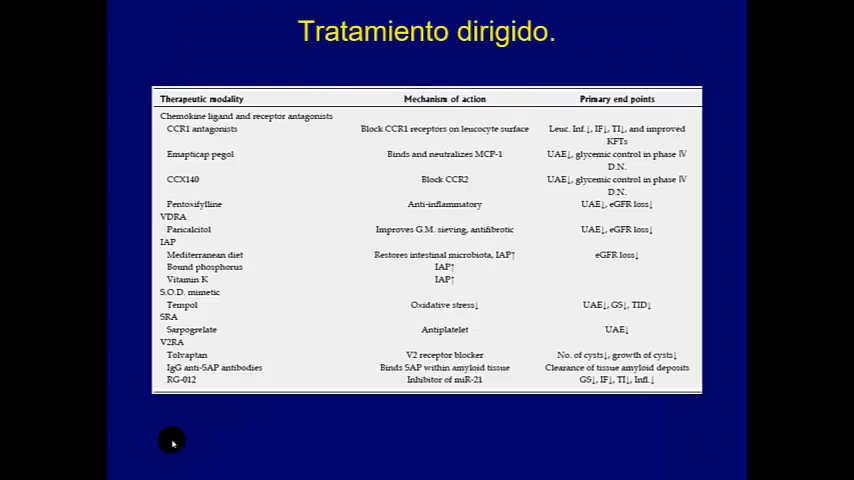 Tratamiento dirigido.
Therapeutic modality Mechanism of action Primary end points
Chemokine ligand and receptor antagonists
CCR1 antagonists Block CCR1 receptors on leucocyte surface Leuc. Inf.↓, IF↓, TI↓, and improved
KFTs
Emapticap pegol Binds and neutralizes MCP-1 UAE↓, glycemic control in phase IV
D.N.
CCX140 Block CCR2 UAE↓, glycemic control in phase IV
D.N.
Pentoxifylline Anti-inflammatory UAE↓, eGFR loss↓
VDRA
Paricalcitol Improves G.M. sieving, antifibrotic UAE↓, eGFR loss↓
IAP
Mediterranean diet Restores intestinal microbiota, IAP↑ eGFR loss↓
Bound phosphorus IAP↑
Vitamin K IAP↑
S.O.D. mimetic
Tempol Oxidative stress↓ UAE↓, GS↓, TID↓
SRA
Sarpogrelate Antiplatelet UAE↓
V2RA
Tolvaptan V2 receptor blocker No. of cysts↓, growth of cysts↓
IgG anti-SAP antibodies Binds SAP within amyloid tissue Clearance of tissue amyloid deposits
RG-012 Inhibitor of miR-21 GS↓, IF↓, TI↓, Infl.↓